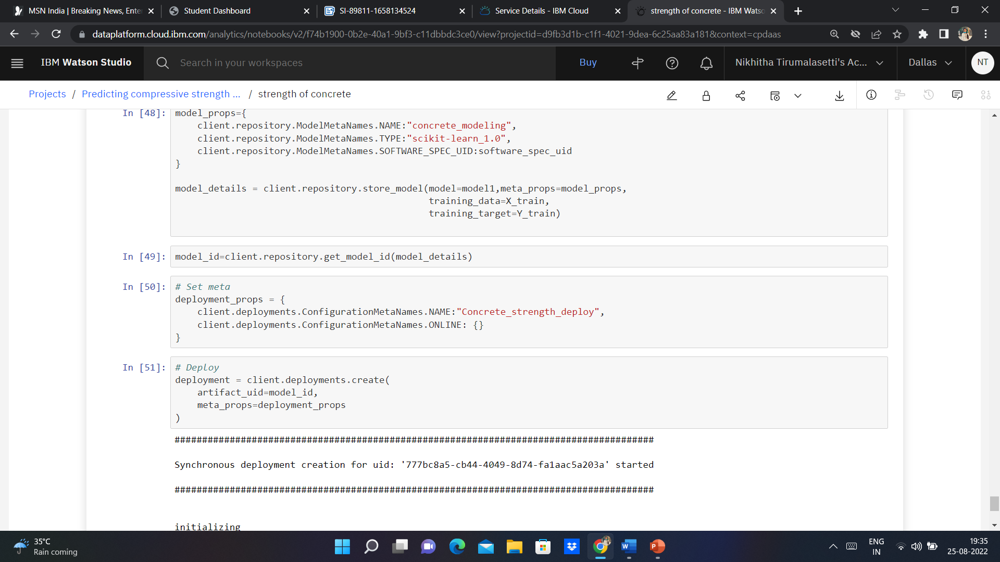 MSN India | Breaking News, Enter
Student Dashboard
SI-89811-1658134524
Service Details - IBM Cloud
strength of concrete - IBM Watso
dataplatform.cloud.ibm.com/analytics/notebooks/v2/f74b1900-0b2e-40a1-9bf3-c11dbbdc3ce0/view?projectid=d9fb3d1b-c1f1-4021-9dea-6c25aa83a181&context=cpdaas
IBM Watson Studio
Search in your workspaces
Buy
Nikhitha Tirumalasetti's Ac...
Dallas
NT
Projects / Predicting compressive strength ... / strength of concrete
In [48]: model_props={
client.repository.ModelMetaNames.NAME:"concrete_modeling",
client.repository.ModelMetaNames.TYPE:"scikit-learn_1.0",
client.repository.ModelMetaNames.SOFTWARE_SPEC_UID:software_spec_uid
}
model_details = client.repository.store_model(model=model1,meta_props=model_props,
training_data=X_train,
training_target=Y_train)
In [49]: model_id=client.repository.get_model_id(model_details)
In [50]: # Set meta
deployment_props = {
client.deployments.ConfigurationMetaNames.NAME:"Concrete_strength_deploy",
client.deployments.ConfigurationMetaNames.ONLINE: {}
}
In [51]: # Deploy
deployment = client.deployments.create(
artifact_uid=model_id,
meta_props=deployment_props
)
#######################################################################################
Synchronous deployment creation for uid: '777bc8a5-cb44-4049-8d74-fa1aac5a203a' started
#######################################################################################
initializing
35°C
Rain coming
ENG
IN
19:35
25-08-2022